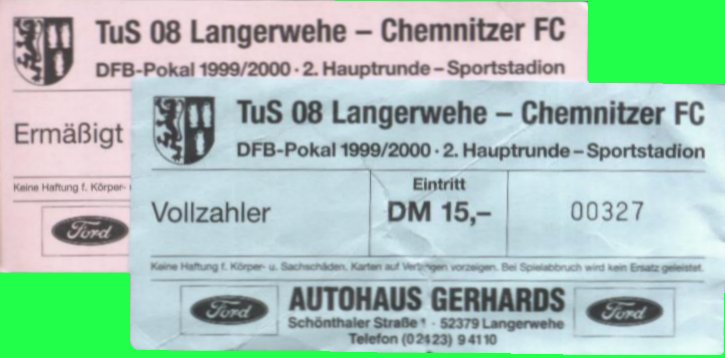 TuS 08 Langerwehe – Chemnitzer FC
DFB-Pokal 1999/2000 · 2. Hauptrunde – Sportstadion
Ermäßigt
Keine Haftung f. Körper-
Ford
TuS 08 Langerwehe – Chemnitzer FC
DFB-Pokal 1999/2000 · 2. Hauptrunde – Sportstadion
Eintritt
Vollzahler DM 15,– 00327
Keine Haftung f. Körper- u. Sachschäden. Karten auf Verlangen vorzeigen. Bei Spielabbruch wird kein Ersatz geleistet.
Ford AUTOHAUS GERHARDS Ford
Schönthaler Straße 1 · 52379 Langerwehe
Telefon (02423) 94110